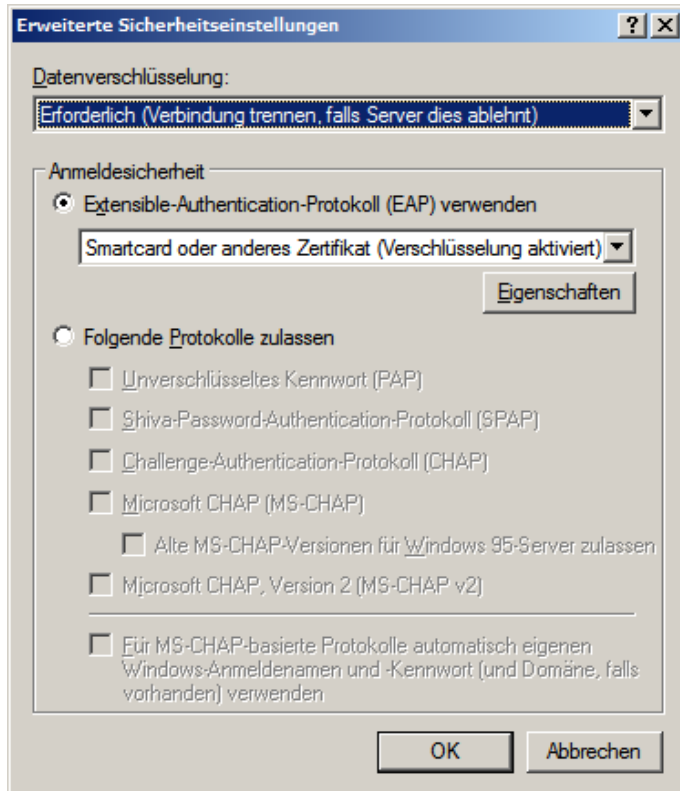 Erweiterte Sicherheitseinstellungen
Datenverschlüsselung:
Erforderlich (Verbindung trennen, falls Server dies ablehnt)
Anmeldesicherheit
Extensible-Authentication-Protokoll (EAP) verwenden
Smartcard oder anderes Zertifikat (Verschlüsselung aktiviert)
Eigenschaften
Folgende Protokolle zulassen
Unverschlüsseltes Kennwort (PAP)
Shiva-Password-Authentication-Protokoll (SPAP)
Challenge-Authentication-Protokoll (CHAP)
Microsoft CHAP (MS-CHAP)
Alte MS-CHAP-Versionen für Windows 95-Server zulassen
Microsoft CHAP, Version 2 (MS-CHAP v2)
Für MS-CHAP-basierte Protokolle automatisch eigenen
Windows-Anmeldenamen und -Kennwort (und Domäne, falls
vorhanden) verwenden
OK Abbrechen